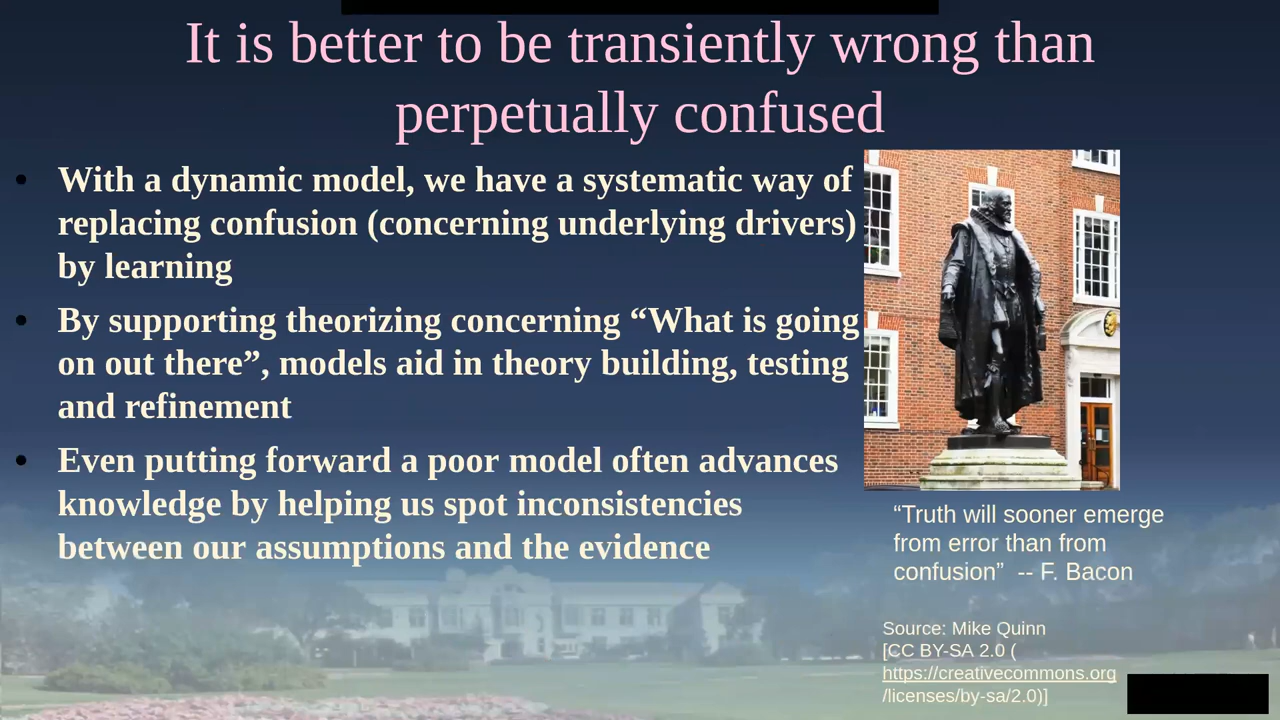 It is better to be transiently wrong than
perpetually confused
• With a dynamic model, we have a systematic way of
replacing confusion (concerning underlying drivers)
by learning
• By supporting theorizing concerning “What is going
on out there”, models aid in theory building, testing
and refinement
• Even putting forward a poor model often advances
knowledge by helping us spot inconsistencies
between our assumptions and the evidence
“Truth will sooner emerge
from error than from
confusion”  -- F. Bacon
Source: Mike Quinn
[CC BY-SA 2.0 (
https://creativecommons.org
/licenses/by-sa/2.0)]